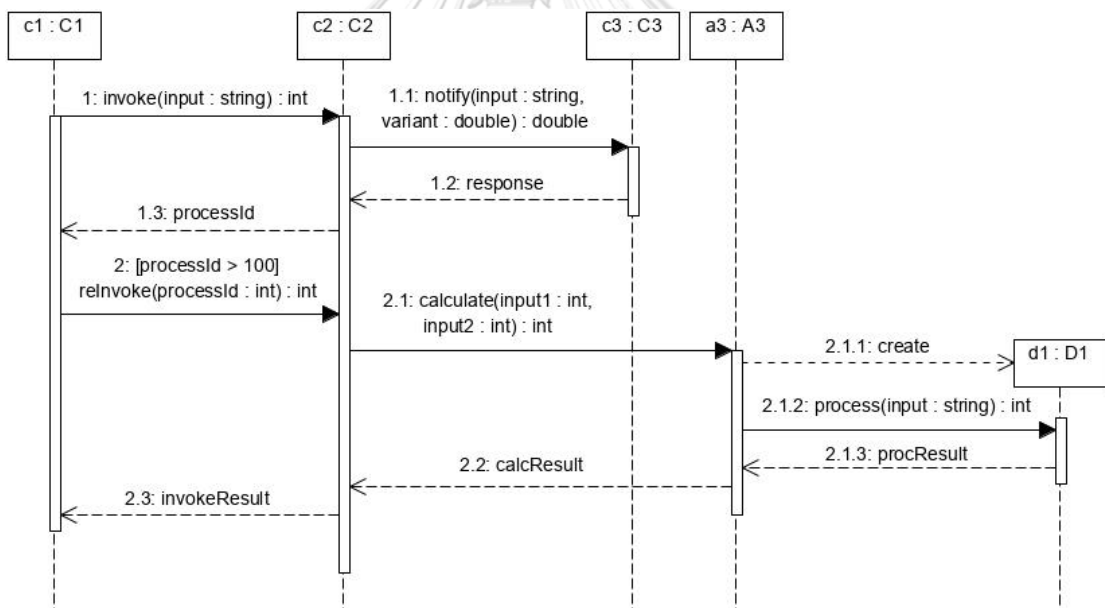 c1 : C1
c2 : C2
c3 : C3
a3 : A3
1: invoke(input : string) : int
1.1: notify(input : string,
variant : double) : double
1.2: response
1.3: processId
2: [processId > 100]
reInvoke(processId : int) : int
2.1: calculate(input1 : int,
input2 : int) : int
2.1.1: create
d1 : D1
2.1.2: process(input : string) : int
2.1.3: procResult
2.2: calcResult
2.3: invokeResult